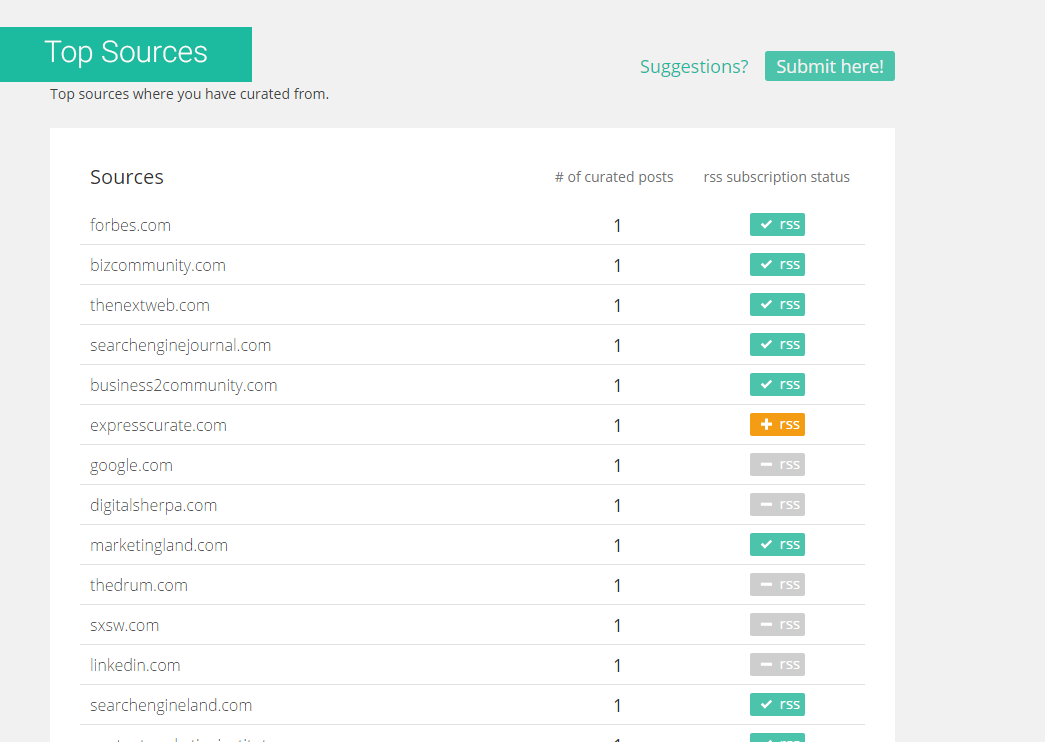 Top Sources
Suggestions? Submit here!
Top sources where you have curated from.
Sources # of curated posts rss subscription status
forbes.com 1 rss
bizcommunity.com 1 rss
thenextweb.com 1 rss
searchenginejournal.com 1 rss
business2community.com 1 rss
expresscurate.com 1 rss
google.com 1 rss
digitalsherpa.com 1 rss
marketingland.com 1 rss
thedrum.com 1 rss
sxsw.com 1 rss
linkedin.com 1 rss
searchengineland.com 1 rss